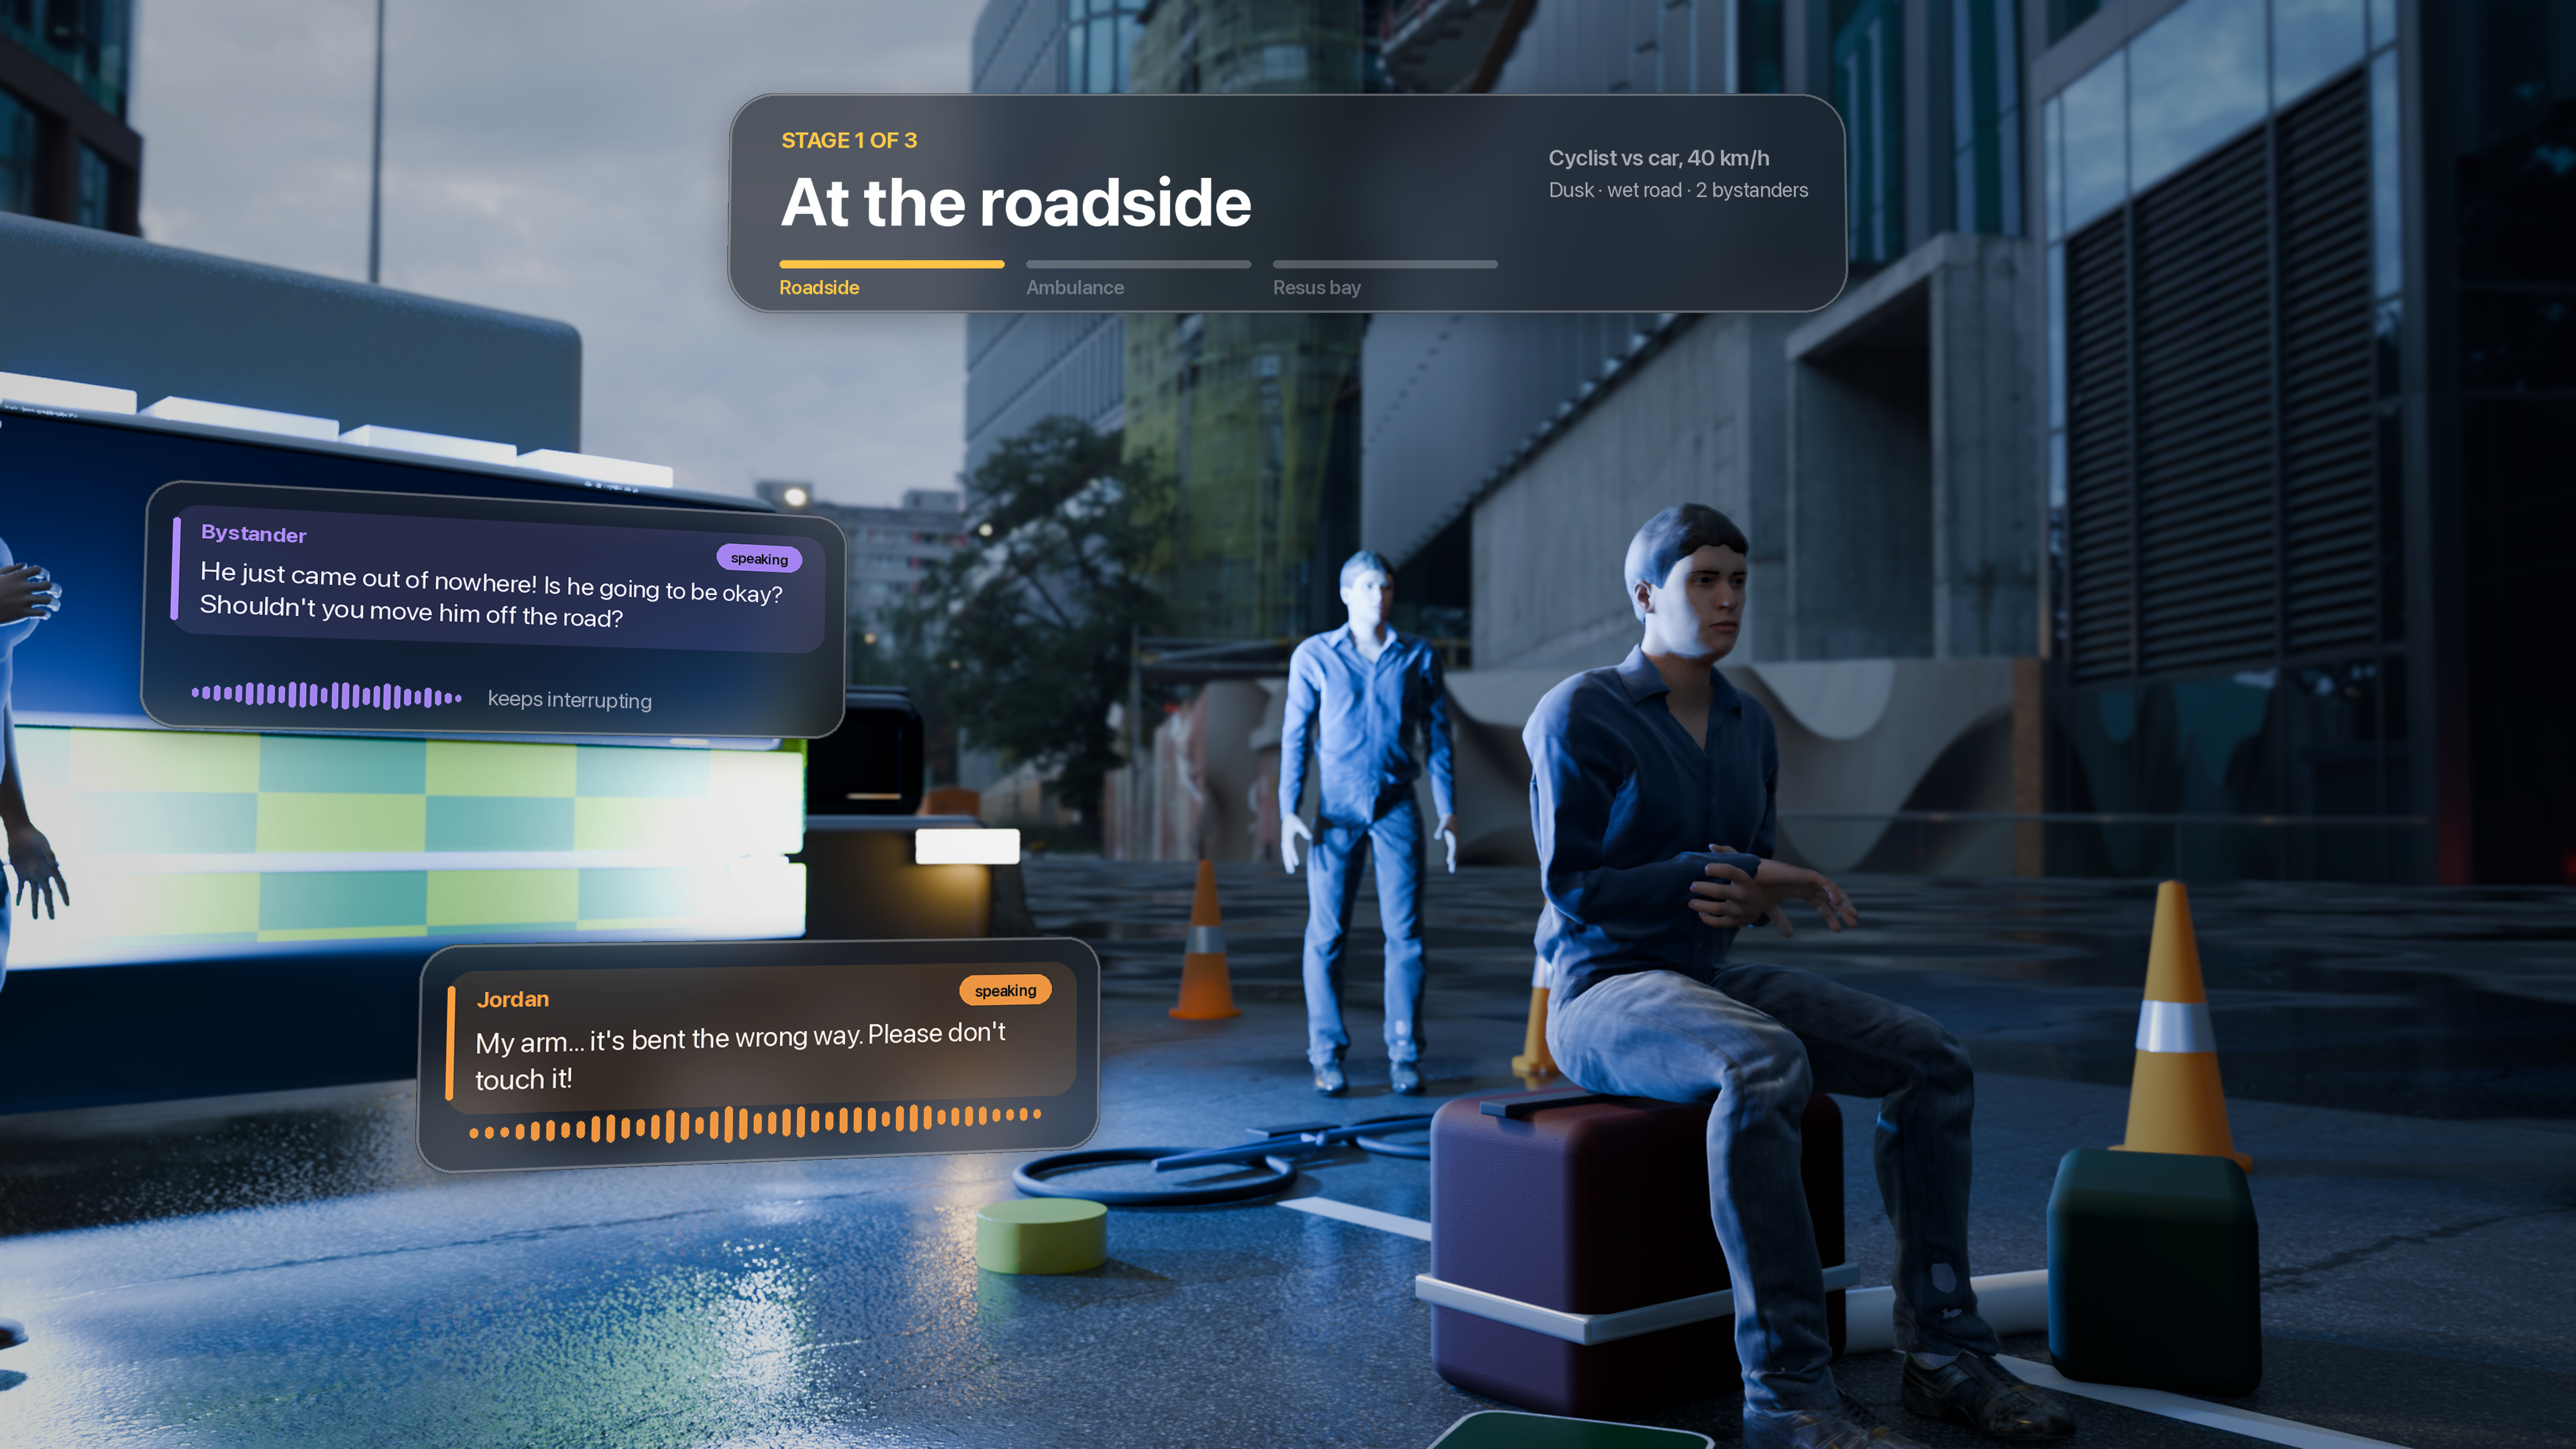 STAGE 1 OF 3
At the roadside
Cyclist vs car, 40 km/h
Dusk · wet road · 2 bystanders
Roadside
Ambulance
Resus bay
Bystander
speaking
He just came out of nowhere! Is he going to be okay?
Shouldn't you move him off the road?
keeps interrupting
Jordan
speaking
My arm... it's bent the wrong way. Please don't
touch it!